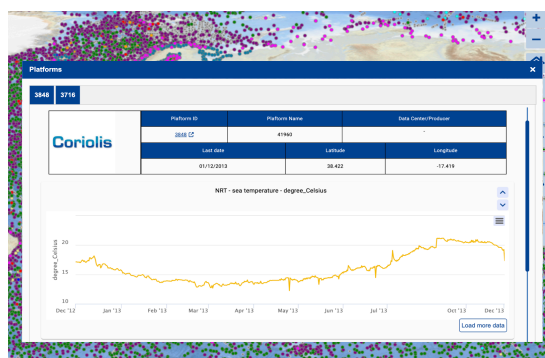 +
−
Platforms ×
3848 3716
Coriolis
Platform ID Platform Name Data Center/Producer
3848 41960 -
Last date Latitude Longitude
01/12/2013 38.422 -17.419
NRT - sea temperature - degree_Celsius
degree_Celsius
20
15
10
Dec '12 Jan '13 Feb '13 Mar '13 Apr '13 May '13 Jun '13 Jul '13 Oct '13 Dec '13
Load more data